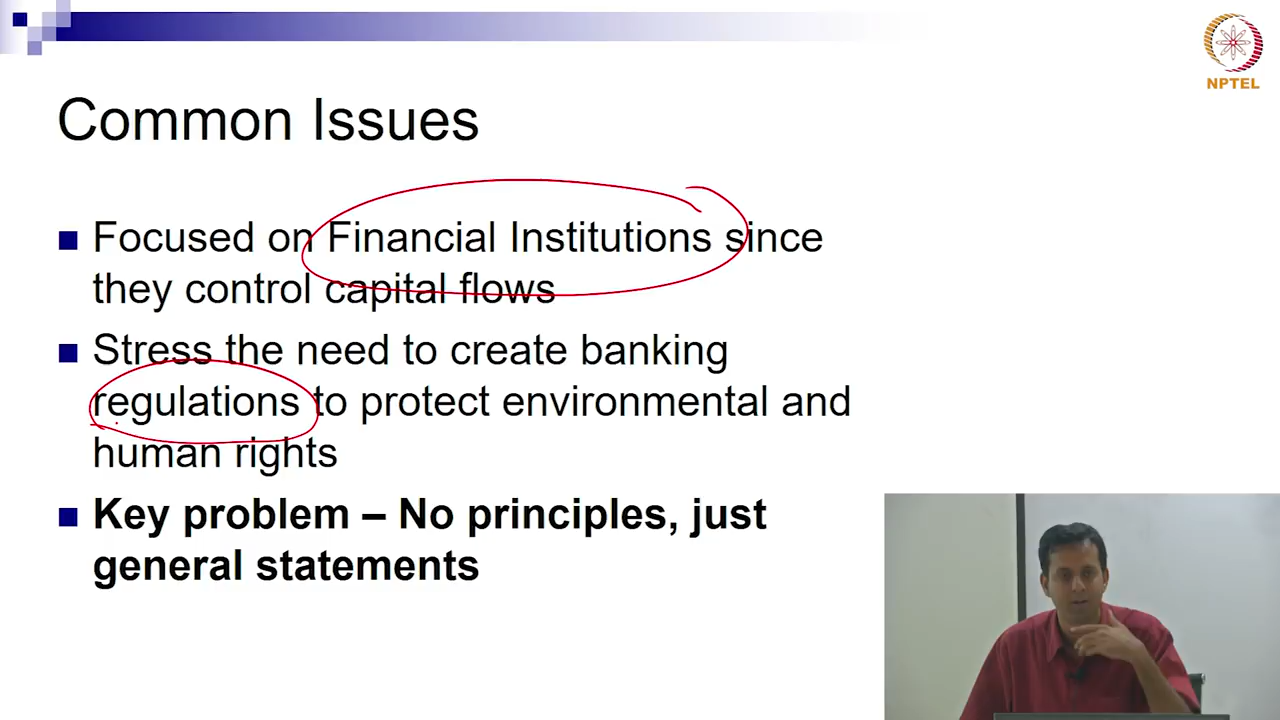 NPTEL
Common Issues
Focused on Financial Institutions since
they control capital flows
Stress the need to create banking
regulations to protect environmental and
human rights
Key problem – No principles, just
general statements